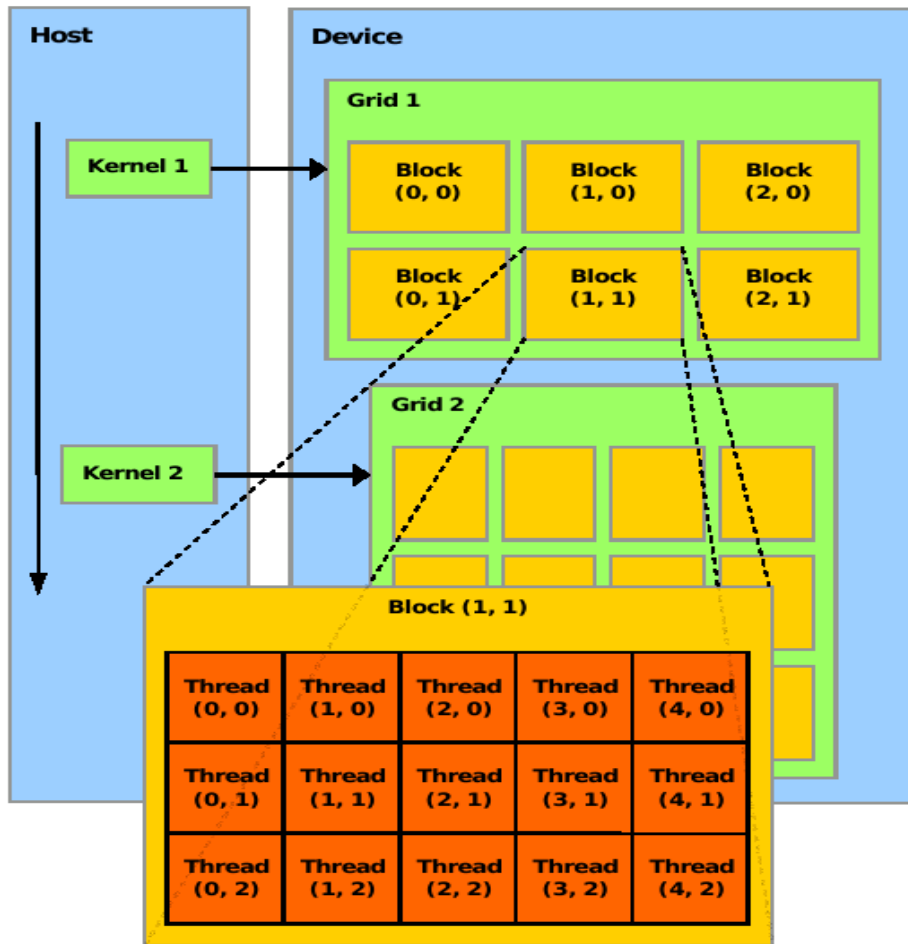 Host
Device
Grid 1
Kernel 1
Block Block Block
(0, 0) (1, 0) (2, 0)
Block Block Block
(0, 1) (1, 1) (2, 1)
Grid 2
Kernel 2
Block (1, 1)
Thread Thread Thread Thread Thread
(0, 0) (1, 0) (2, 0) (3, 0) (4, 0)
Thread Thread Thread Thread Thread
(0, 1) (1, 1) (2, 1) (3, 1) (4, 1)
Thread Thread Thread Thread Thread
(0, 2) (1, 2) (2, 2) (3, 2) (4, 2)